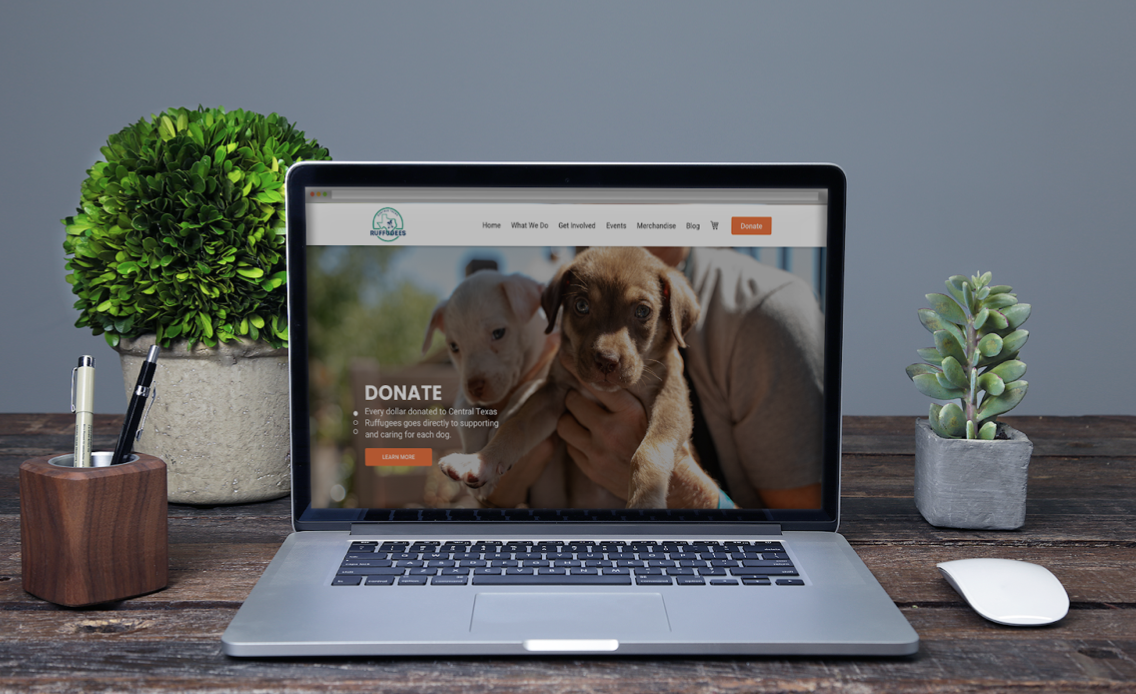 RUFFUGEES
Home What We Do Get Involved Events Merchandise Blog Donate
DONATE
Every dollar donated to Central Texas
Ruffugees goes directly to supporting
and caring for each dog.
LEARN MORE